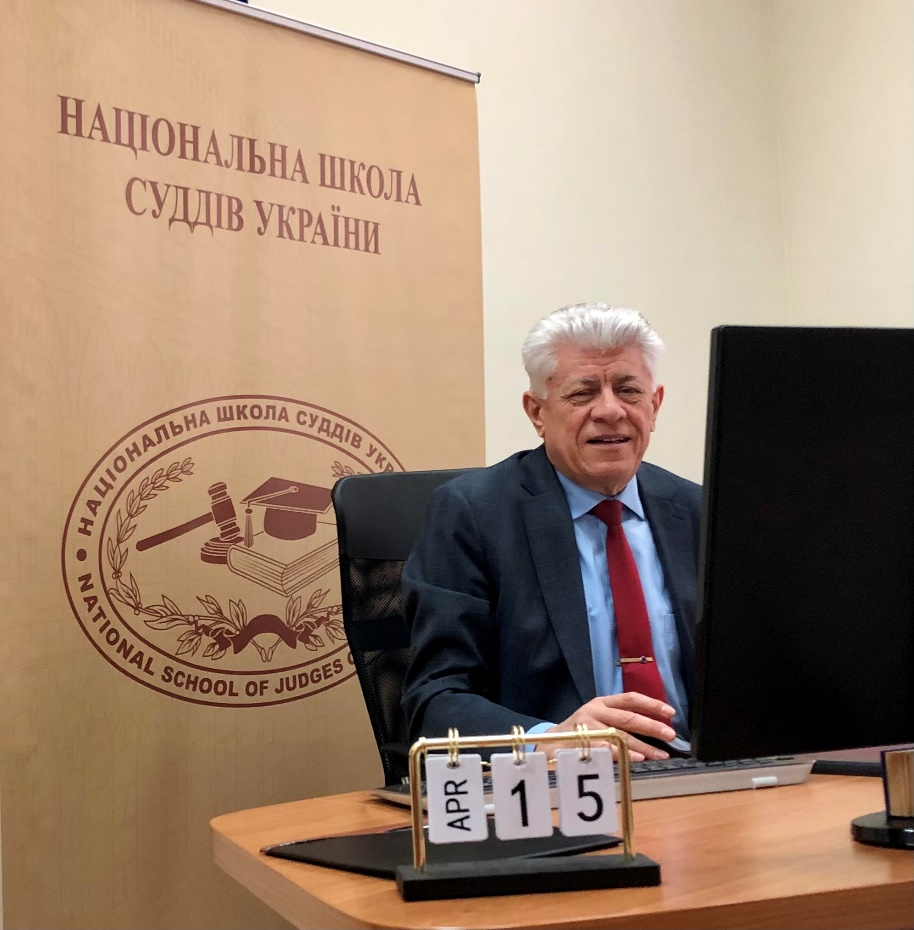 НАЦІОНАЛЬНА ШКОЛА
СУДДІВ УКРАЇНИ
НАЦІОНАЛЬНА ШКОЛА СУДДІВ
NATIONAL SCHOOL OF JUDGES
APR 1 5